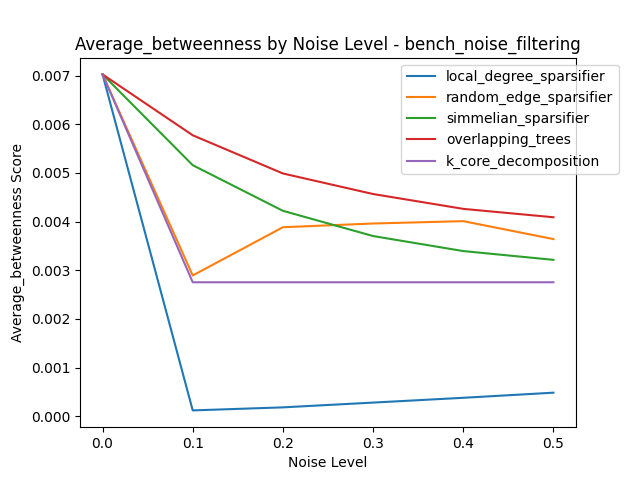 Average_betweenness by Noise Level - bench_noise_filtering
local_degree_sparsifier
random_edge_sparsifier
simmelian_sparsifier
overlapping_trees
k_core_decomposition
Average_betweenness Score
0.007
0.006
0.005
0.004
0.003
0.002
0.001
0.000
0.0 0.1 0.2 0.3 0.4 0.5
Noise Level